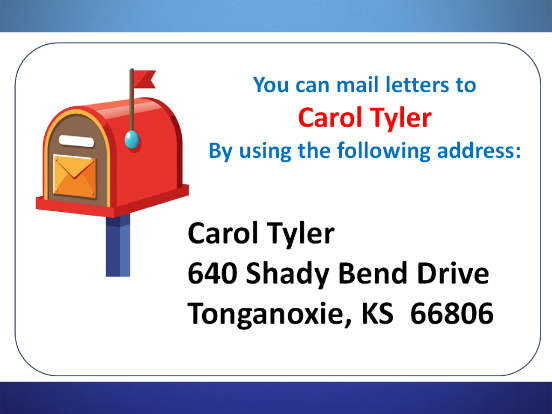 You can mail letters to
Carol Tyler
By using the following address:
Carol Tyler
640 Shady Bend Drive
Tonganoxie, KS  66806